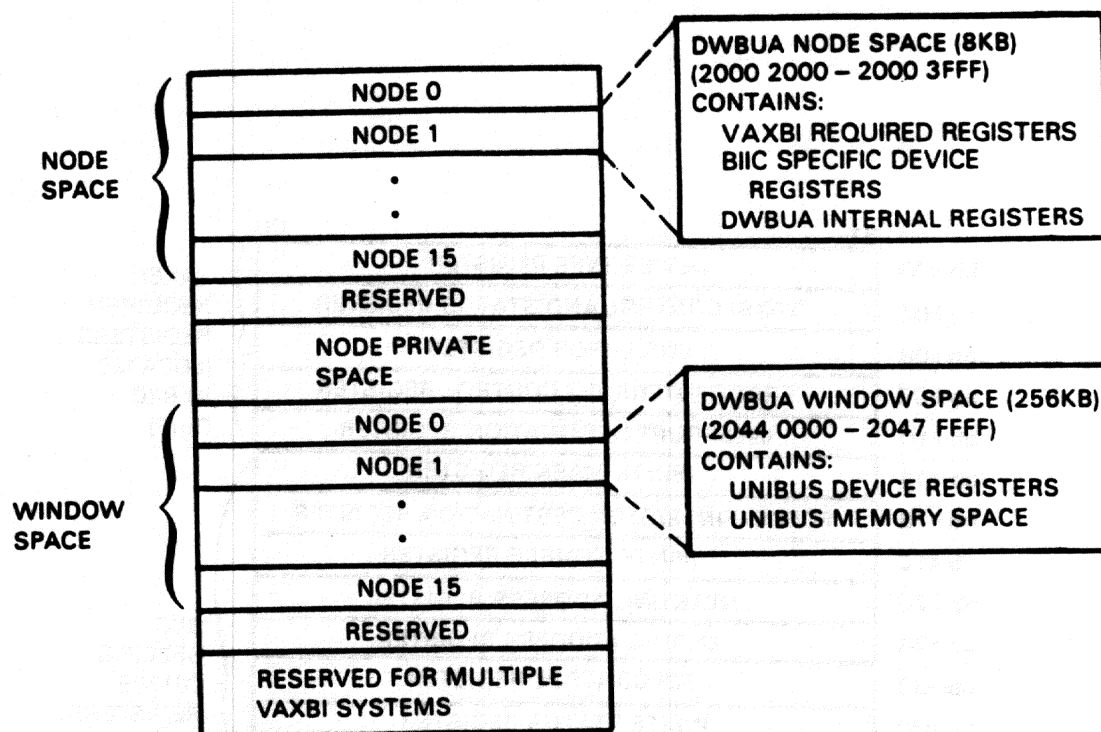 NODE SPACE
NODE 0
NODE 1
NODE 15
RESERVED
NODE PRIVATE
SPACE
WINDOW SPACE
NODE 0
NODE 1
NODE 15
RESERVED
RESERVED FOR MULTIPLE
VAXBI SYSTEMS
DWBUA NODE SPACE (8KB)
(2000 2000 – 2000 3FFF)
CONTAINS:
VAXBI REQUIRED REGISTERS
BIIC SPECIFIC DEVICE
REGISTERS
DWBUA INTERNAL REGISTERS
DWBUA WINDOW SPACE (256KB)
(2044 0000 – 2047 FFFF)
CONTAINS:
UNIBUS DEVICE REGISTERS
UNIBUS MEMORY SPACE